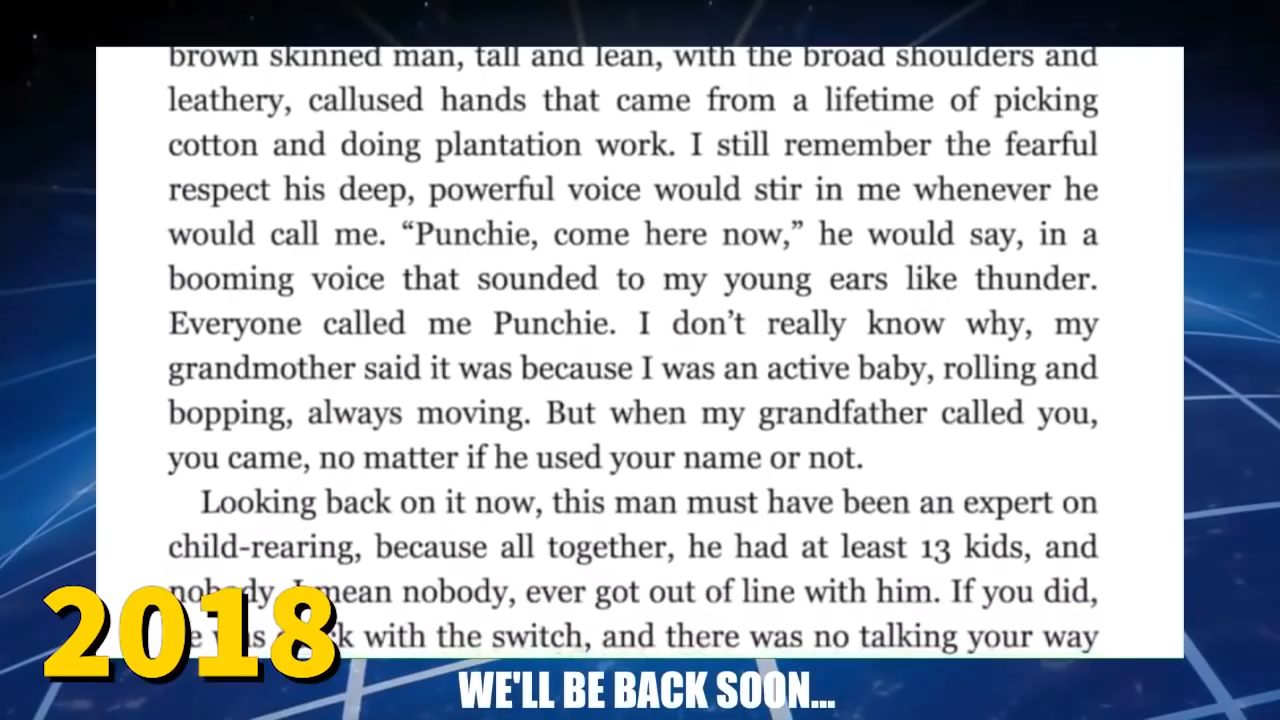 brown skinned man, tall and lean, with the broad shoulders and
leathery, callused hands that came from a lifetime of picking
cotton and doing plantation work. I still remember the fearful
respect his deep, powerful voice would stir in me whenever he
would call me. “Punchie, come here now,” he would say, in a
booming voice that sounded to my young ears like thunder.
Everyone called me Punchie. I don’t really know why, my
grandmother said it was because I was an active baby, rolling and
bopping, always moving. But when my grandfather called you,
you came, no matter if he used your name or not.
Looking back on it now, this man must have been an expert on
child-rearing, because all together, he had at least 13 kids, and
I mean nobody, ever got out of line with him. If you did,
with the switch, and there was no talking your way
2018
WE'LL BE BACK SOON...